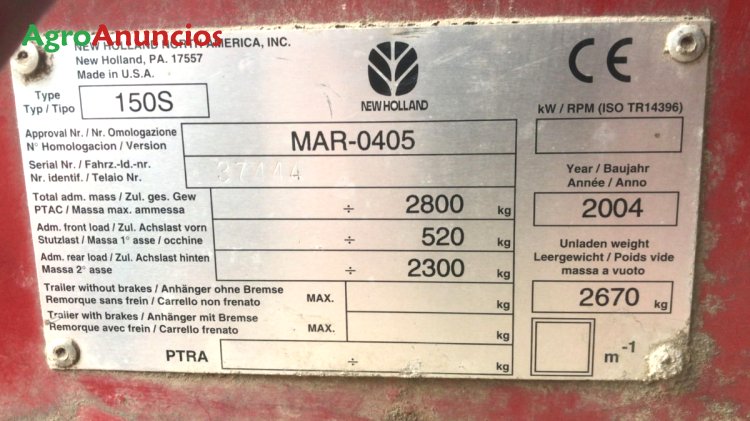 AgroAnuncios
NEW HOLLAND NORTH AMERICA, INC.
New Holland, PA. 17557
Made in U.S.A.
NEW HOLLAND
CE
Type
Typ / Tipo
150S
kW / RPM (ISO TR14396)
Approval Nr. / Nr. Omologazione
N° Homologacion / Version
MAR-0405
Serial Nr. / Fahrz.-Id.-nr.
Nr. identif. / Telaio Nr.
37144
Year / Baujahr
Année / Anno
2004
Total adm. mass / Zul. ges. Gew
PTAC / Massa max. ammessa
÷ 2800 kg
Adm. front load / Zul. Achslast vorn
Stutzlast / Massa 1° asse / occhine
÷ 520 kg
Adm. rear load / Zul. Achslast hinten
Massa 2° asse
÷ 2300 kg
Unladen weight
Leergewicht / Poids vide
massa a vuoto
2670 kg
Trailer without brakes / Anhänger ohne Bremse
Remorque sans frein / Carrello non frenato
MAX. kg
Trailer with brakes / Anhänger mit Bremse
Remorque avec frein / Carrello frenato
MAX. kg
PTRA ÷ kg
m-1